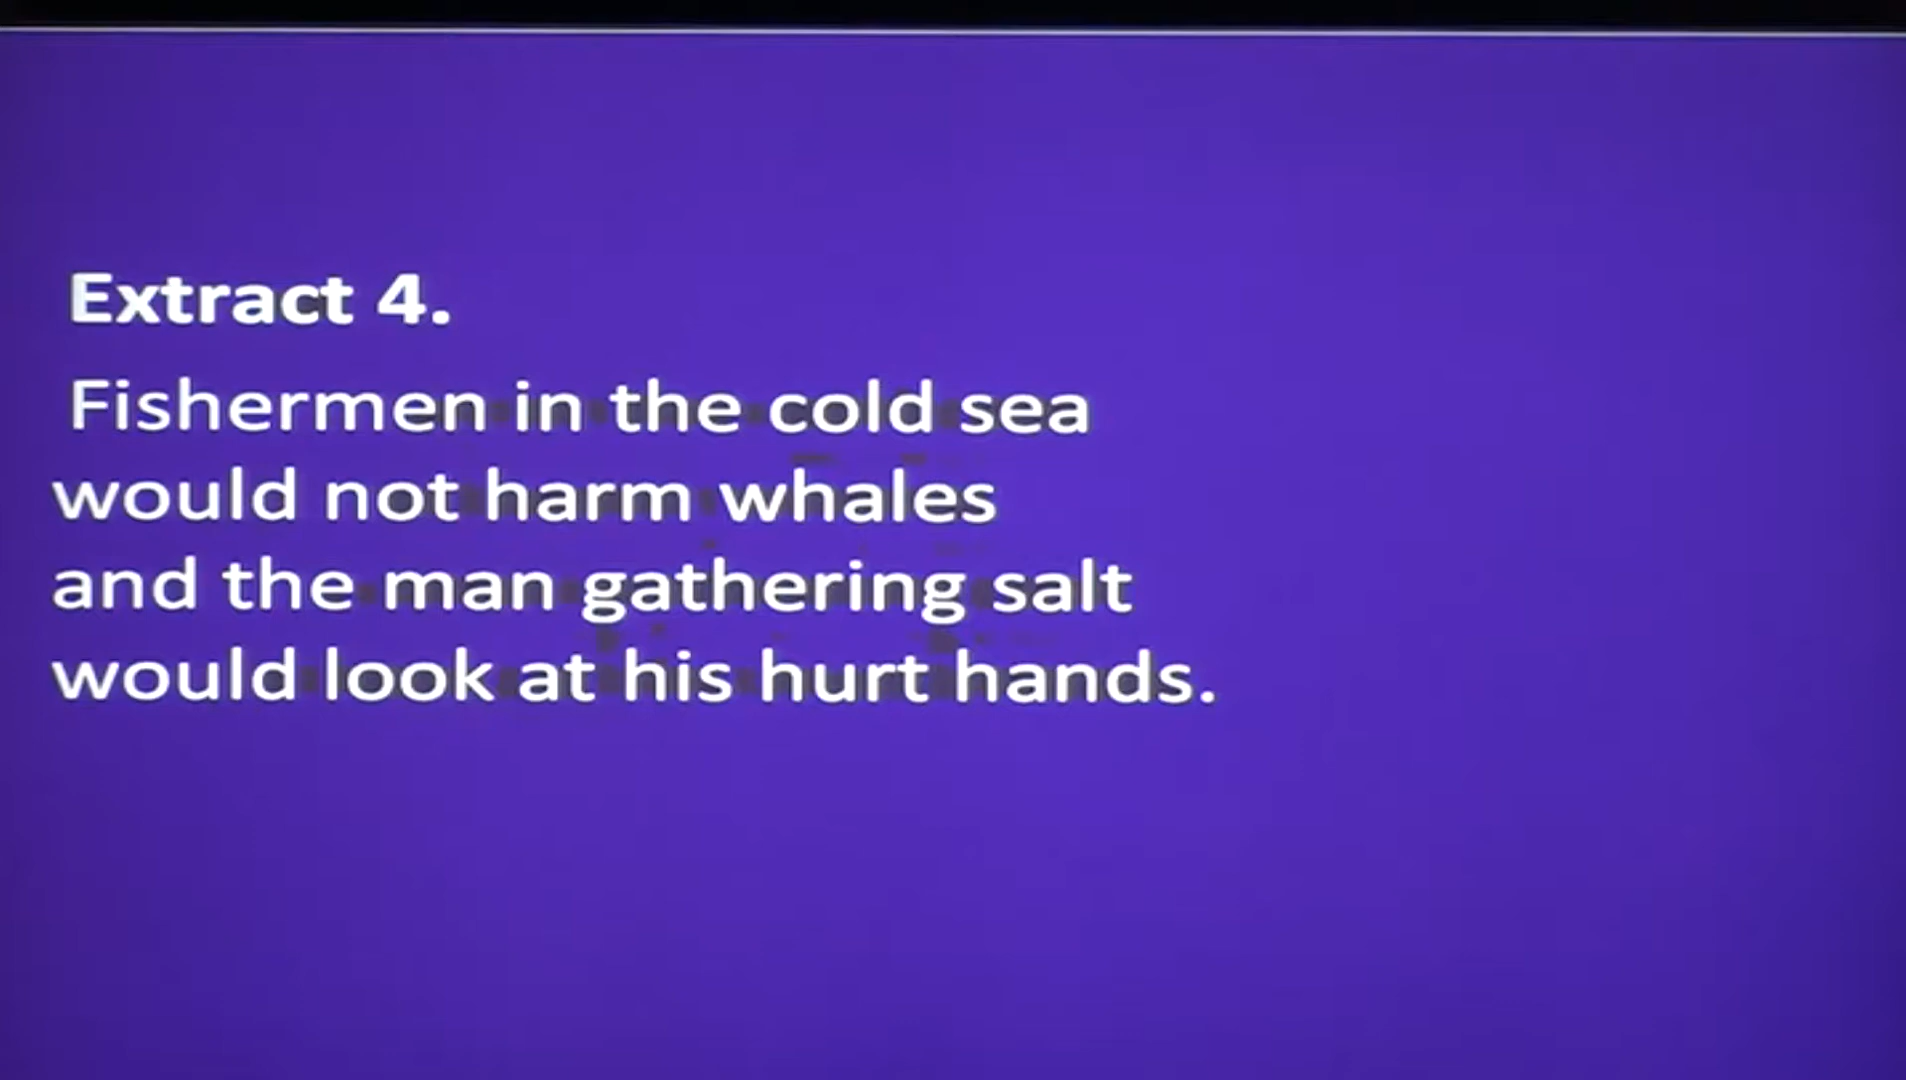 Extract 4.
Fishermen in the cold sea
would not harm whales
and the man gathering salt
would look at his hurt hands.